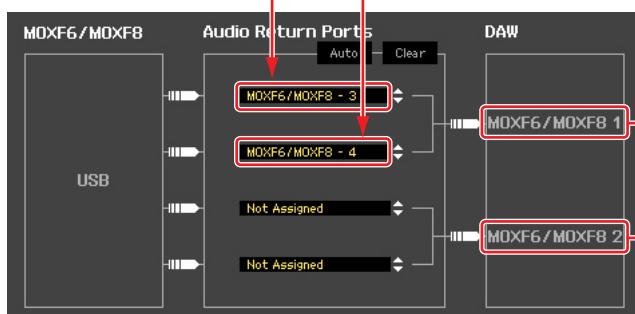 MOXF6/MOXF8
Audio Return Ports
DAW
Auto
Clear
MOXF6/MOXF8 - 3
MOXF6/MOXF8 1
MOXF6/MOXF8 - 4
USB
Not Assigned
MOXF6/MOXF8 2
Not Assigned